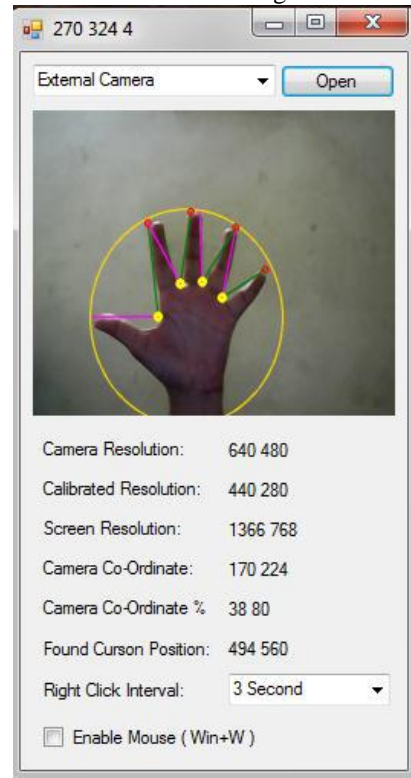 270 324 4
External Camera Open
Camera Resolution: 640 480
Calibrated Resolution: 440 280
Screen Resolution: 1366 768
Camera Co-Ordinate: 170 224
Camera Co-Ordinate % 38 80
Found Curson Position: 494 560
Right Click Interval: 3 Second
Enable Mouse ( Win+W )